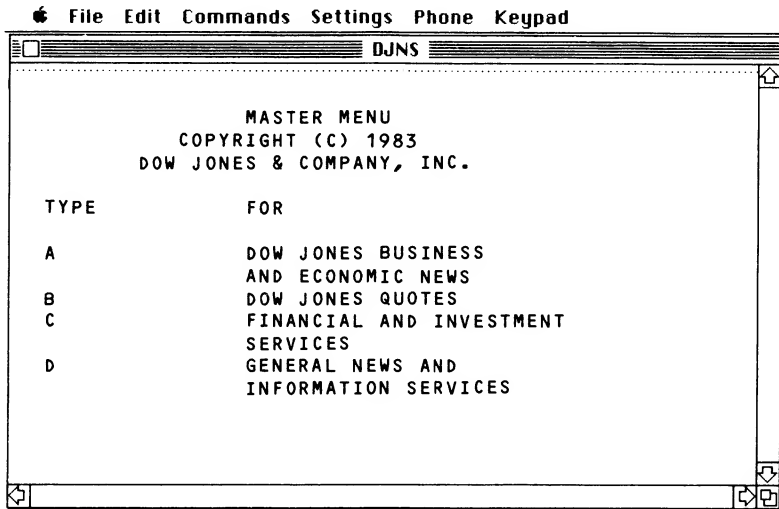 File Edit Commands Settings Phone Keypad
DJNS
MASTER MENU
COPYRIGHT (C) 1983
DOW JONES & COMPANY, INC.
TYPE FOR
A DOW JONES BUSINESS
AND ECONOMIC NEWS
B DOW JONES QUOTES
C FINANCIAL AND INVESTMENT
SERVICES
D GENERAL NEWS AND
INFORMATION SERVICES